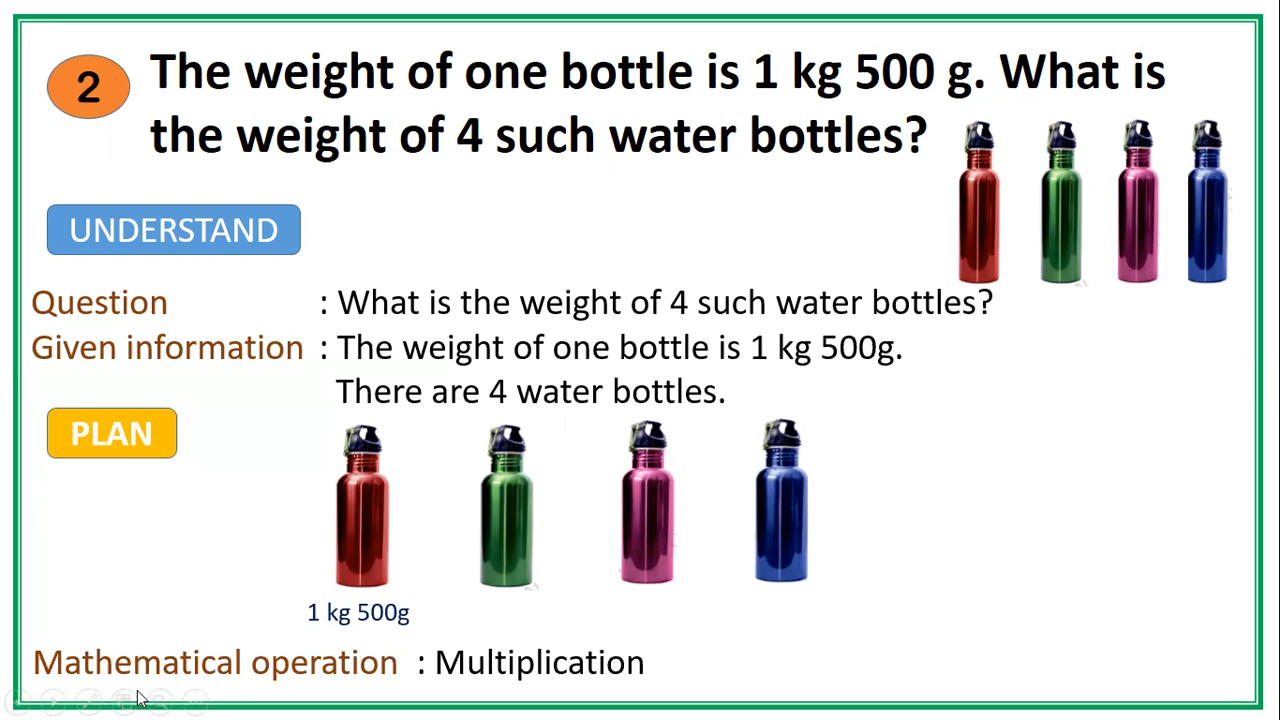 2
The weight of one bottle is 1 kg 500 g. What is
the weight of 4 such water bottles?
UNDERSTAND
Question : What is the weight of 4 such water bottles?
Given information : The weight of one bottle is 1 kg 500g.
There are 4 water bottles.
PLAN
1 kg 500g
Mathematical operation : Multiplication